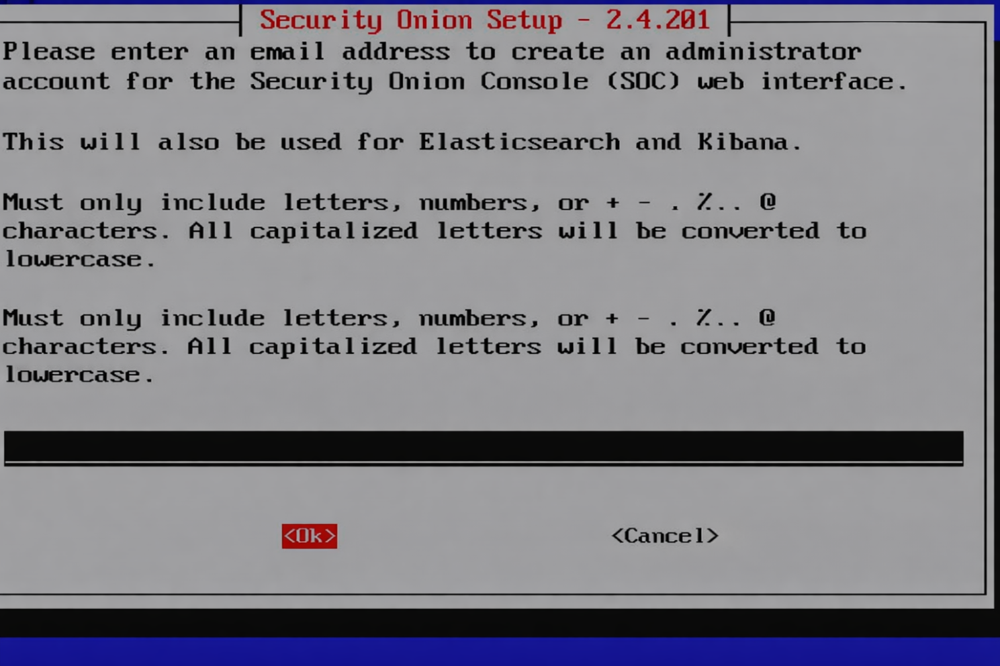 Security Onion Setup - 2.4.201
Please enter an email address to create an administrator
account for the Security Onion Console (SOC) web interface.
This will also be used for Elasticsearch and Kibana.
Must only include letters, numbers, or + - . %.. @
characters. All capitalized letters will be converted to
lowercase.
Must only include letters, numbers, or + - . %.. @
characters. All capitalized letters will be converted to
lowercase.
<Ok> <Cancel>